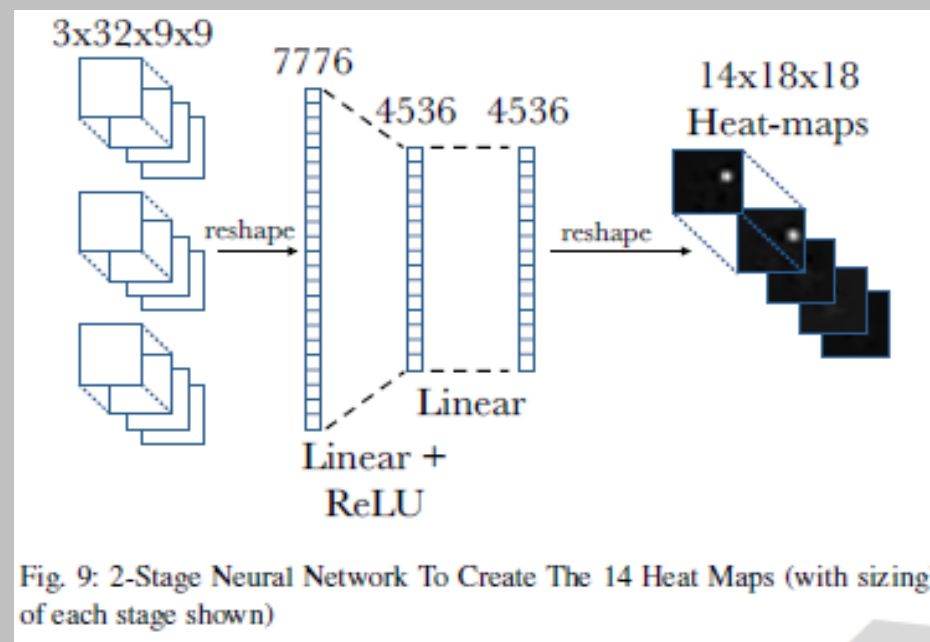 3x32x9x9
7776
4536 4536
14x18x18
Heat-maps
reshape
reshape
Linear
Linear +
ReLU
Fig. 9: 2-Stage Neural Network To Create The 14 Heat Maps (with sizing
of each stage shown)